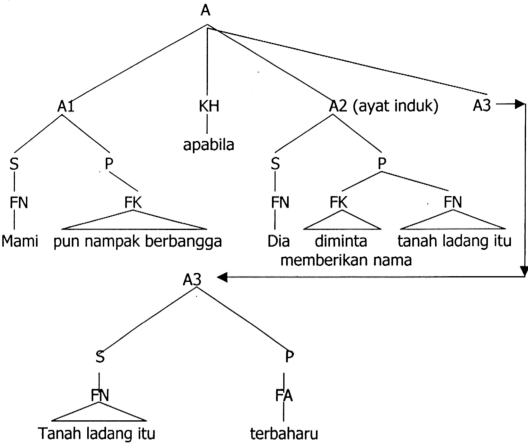 A
A1 KH A2 (ayat induk) A3
apabila
S P S P
FN FK FN FK FN
Mami pun nampak berbangga Dia diminta tanah ladang itu
memberikan nama
A3
S P
FN FA
Tanah ladang itu terbaharu